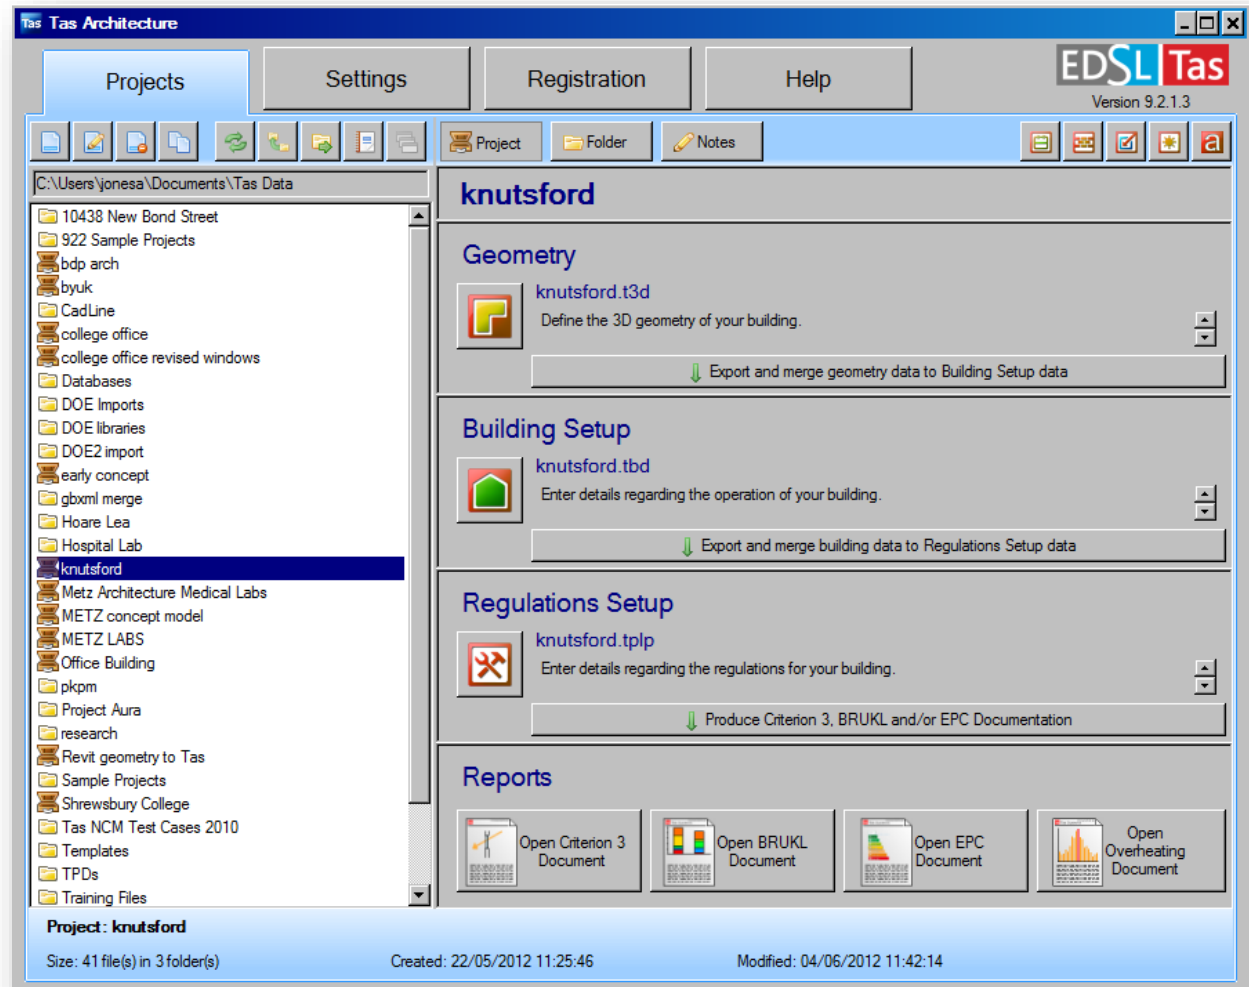 Tas Tas Architecture
Projects
Settings
Registration
Help
EDSL Tas
Version 9.2.1.3
Project
Folder
Notes
a
C:\Users\jonesa\Documents\Tas Data
10438 New Bond Street
922 Sample Projects
bdp arch
byuk
CadLine
college office
college office revised windows
Databases
DOE Imports
DOE libraries
DOE2 import
early concept
gbxml merge
Hoare Lea
Hospital Lab
knutsford
Metz Architecture Medical Labs
METZ concept model
METZ LABS
Office Building
pkpm
Project Aura
research
Revit geometry to Tas
Sample Projects
Shrewsbury College
Tas NCM Test Cases 2010
Templates
TPDs
Training Files
knutsford
Geometry
knutsford.t3d
Define the 3D geometry of your building.
Export and merge geometry data to Building Setup data
Building Setup
knutsford.tbd
Enter details regarding the operation of your building.
Export and merge building data to Regulations Setup data
Regulations Setup
knutsford.tplp
Enter details regarding the regulations for your building.
Produce Criterion 3, BRUKL and/or EPC Documentation
Reports
Open Criterion 3
Document
Open BRUKL
Document
Open EPC
Document
Open
Overheating
Document
Project: knutsford
Size: 41 file(s) in 3 folder(s)
Created: 22/05/2012 11:25:46
Modified: 04/06/2012 11:42:14